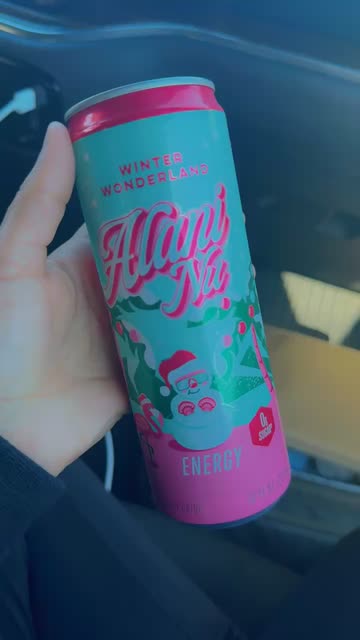 WINTER
WONDERLAND
Alani
Nu
0g
SUGAR
ENERGY